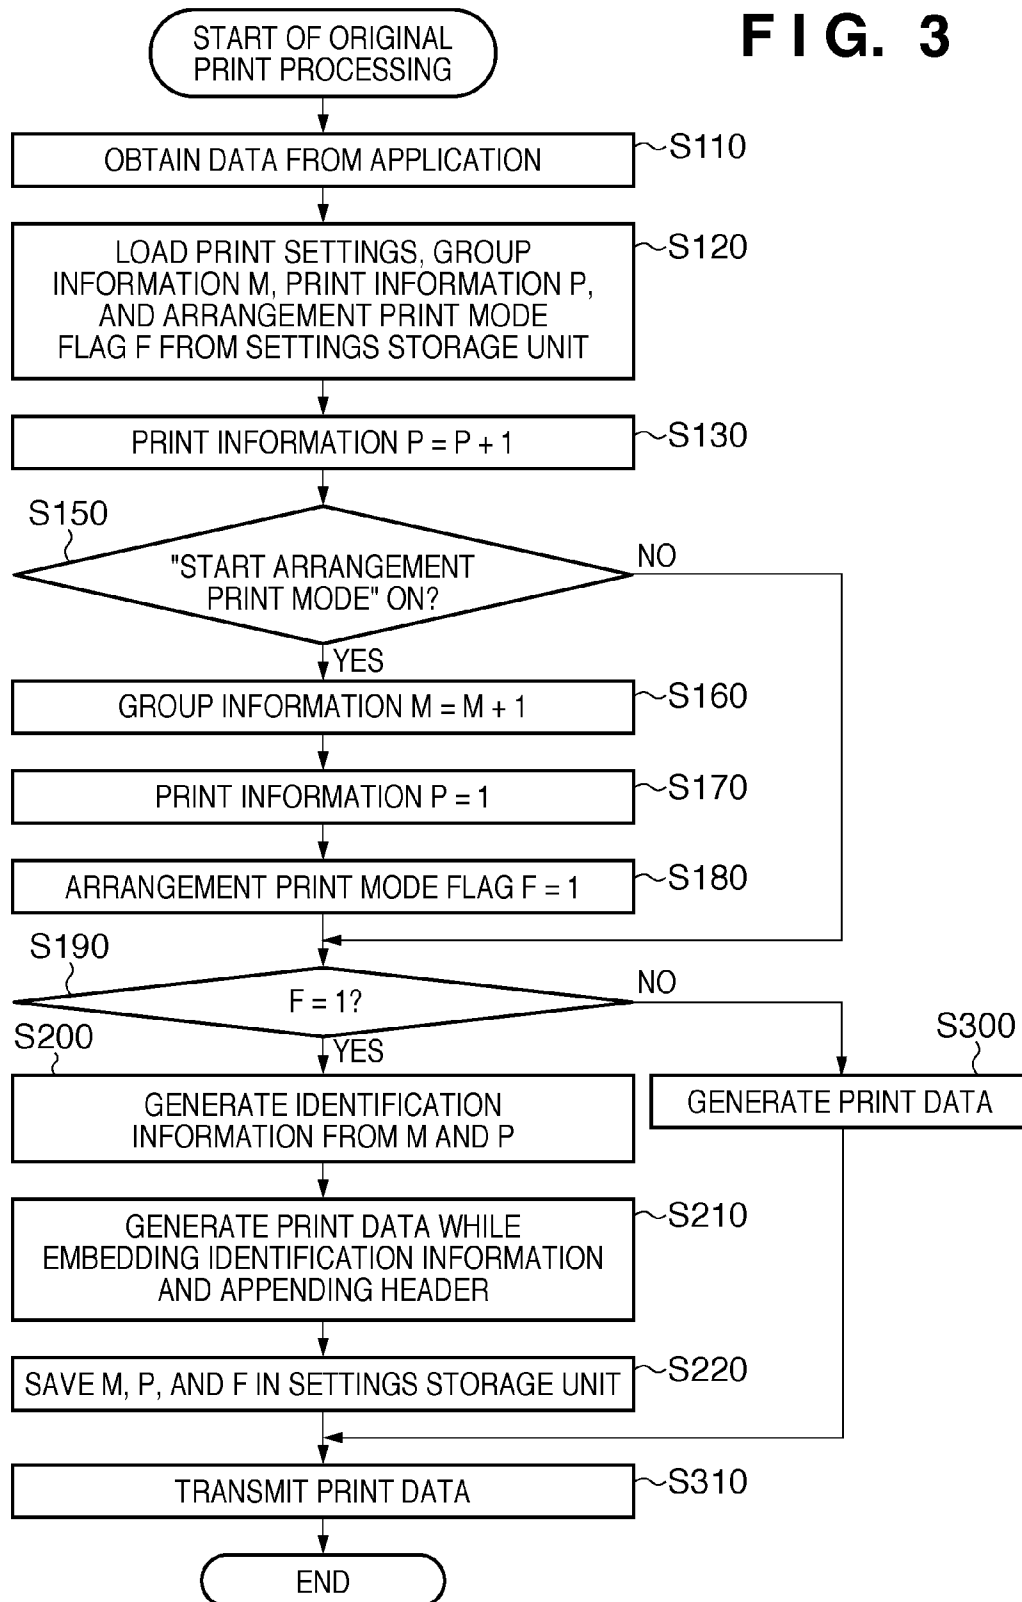 FIG. 3
START OF ORIGINAL
PRINT PROCESSING
OBTAIN DATA FROM APPLICATION
S110
LOAD PRINT SETTINGS, GROUP
INFORMATION M, PRINT INFORMATION P,
AND ARRANGEMENT PRINT MODE
FLAG F FROM SETTINGS STORAGE UNIT
S120
PRINT INFORMATION P = P + 1
S130
S150
"START ARRANGEMENT
PRINT MODE" ON?
NO
YES
GROUP INFORMATION M = M + 1
S160
PRINT INFORMATION P = 1
S170
ARRANGEMENT PRINT MODE FLAG F = 1
S180
S190
F = 1?
NO
YES
S200
GENERATE IDENTIFICATION
INFORMATION FROM M AND P
S300
GENERATE PRINT DATA
GENERATE PRINT DATA WHILE
EMBEDDING IDENTIFICATION INFORMATION
AND APPENDING HEADER
S210
SAVE M, P, AND F IN SETTINGS STORAGE UNIT
S220
TRANSMIT PRINT DATA
S310
END